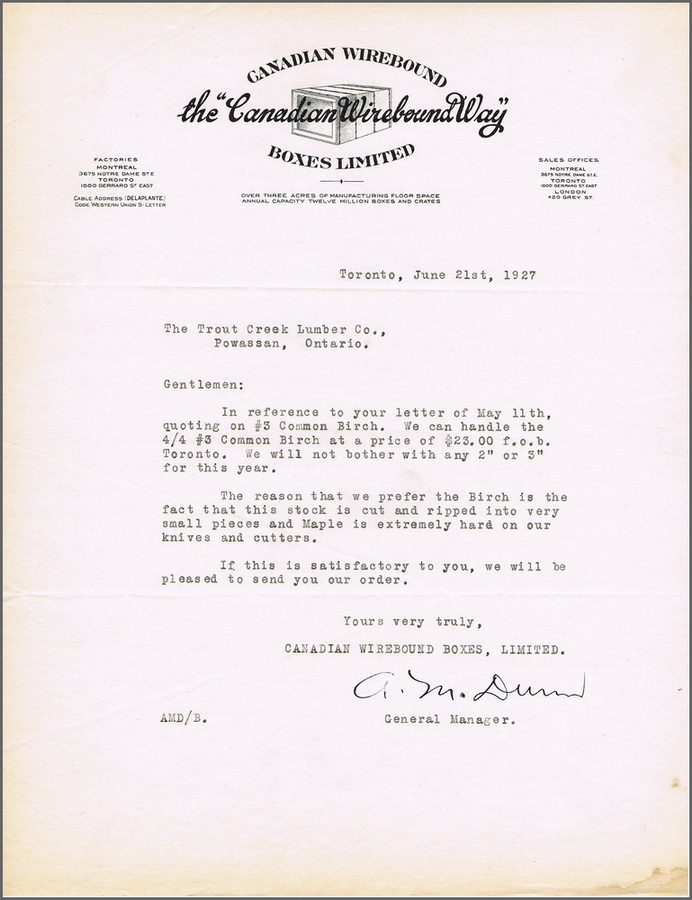 CANADIAN WIREBOUND
the "Canadian Wirebound Way"
BOXES LIMITED
FACTORIES
MONTREAL
3675 NOTRE DAME ST E.
TORONTO
1000 GERRARD ST EAST
CABLE ADDRESS (DELAPLANTE)
CODE WESTERN UNION 5-LETTER
OVER THREE ACRES OF MANUFACTURING FLOOR SPACE
ANNUAL CAPACITY TWELVE MILLION BOXES AND CRATES
SALES OFFICES
MONTREAL
3675 NOTRE DAME ST. E.
TORONTO
1000 GERRARD ST EAST
LONDON
420 GREY ST.
Toronto, June 21st, 1927
The Trout Creek Lumber Co.,
Powassan, Ontario.
Gentlemen:
In reference to your letter of May 11th,
quoting on #3 Common Birch. We can handle the
4/4 #3 Common Birch at a price of $23.00 f.o.b.
Toronto. We will not bother with any 2" or 3"
for this year.
The reason that we prefer the Birch is the
fact that this stock is cut and ripped into very
small pieces and Maple is extremely hard on our
knives and cutters.
If this is satisfactory to you, we will be
pleased to send you our order.
Yours very truly,
CANADIAN WIREBOUND BOXES, LIMITED.
A. M. Dunn
AMD/B. General Manager.